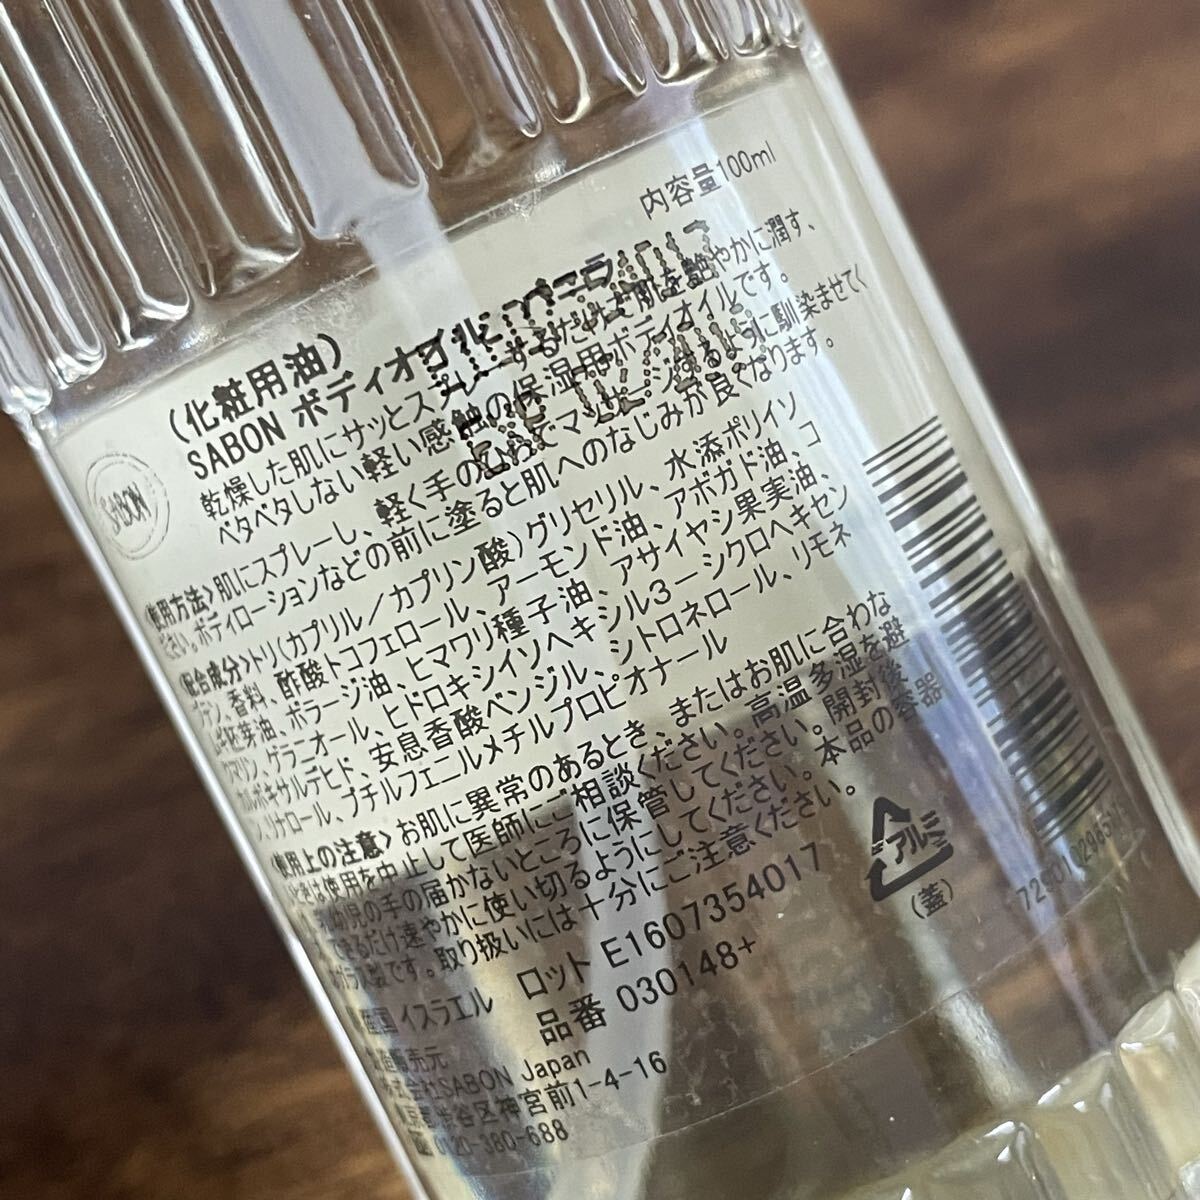 内容量100ml
(化粧用油)
SABON ボディオイル バニラ
乾燥した肌にサッとスプレーするだけで肌を艶やかに潤す、
ベタベタしない軽い感触の保湿用ボディオイルです。
使用方法>肌にスプレーし、軽く手のひらでマッサージするように馴染ませてく
ださい。ボディローションなどの前に塗ると肌へのなじみが良くなります。
配合成分>トリ(カプリル/カプリン酸)グリセリル、水添ポリイソ
ブテン、香料、酢酸トコフェロール、アーモンド油、アボガド油、コ
ムギ胚芽油、ボラージ油、ヒマワリ種子油、アサイヤシ果実油、
クマリン、ゲラニオール、ヒドロキシイソヘキシル3-シクロヘキセン
カルボキサルデヒド、安息香酸ベンジル、シトロネロール、リモネ
ン、リナロール、ブチルフェニルメチルプロピオナール
使用上の注意>お肌に異常のあるとき、またはお肌に合わな
いときは使用を中止して医師にご相談ください。高温多湿を避
け、乳幼児の手の届かないところに保管してください。開封後
はできるだけ速やかに使い切るようにしてください。本品の容器
はガラス製です。取り扱いには十分にご注意ください。
イスラエル ロット E1607354017
品番 030148+
製造販売元
株式会社SABON Japan
東京都渋谷区神宮前1-4-16
0120-380-688
アルミ
(蓋)
SABON